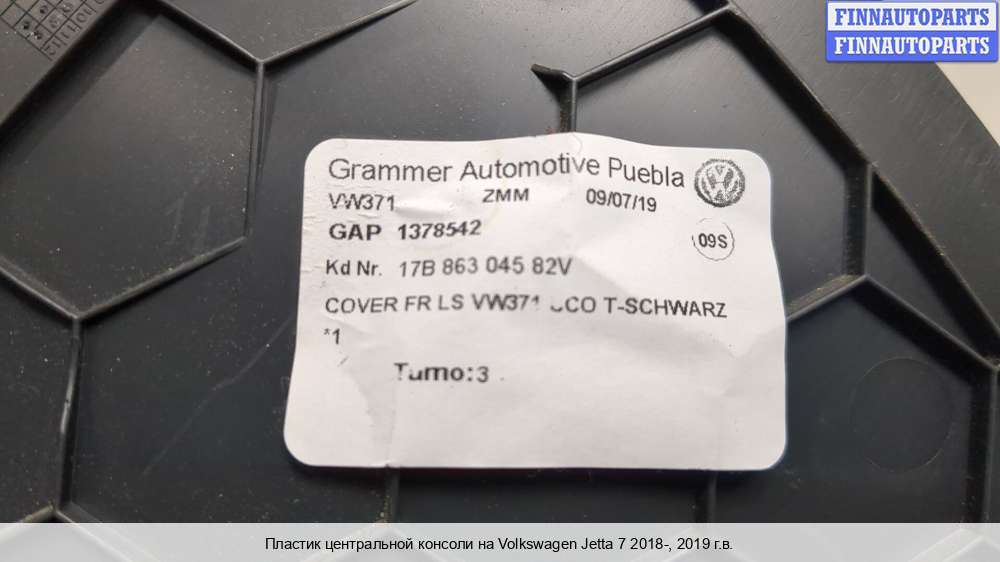 FINNAUTOPARTS
FINNAUTOPARTS
Grammer Automotive Puebla
VW371 ZMM 09/07/19
GAP 1378542
09S
Kd Nr. 17B 863 045 82V
COVER FR LS VW371 T-SCHWARZ
*1
Turno:3
Пластик центральной консоли на Volkswagen Jetta 7 2018-, 2019 г.в.